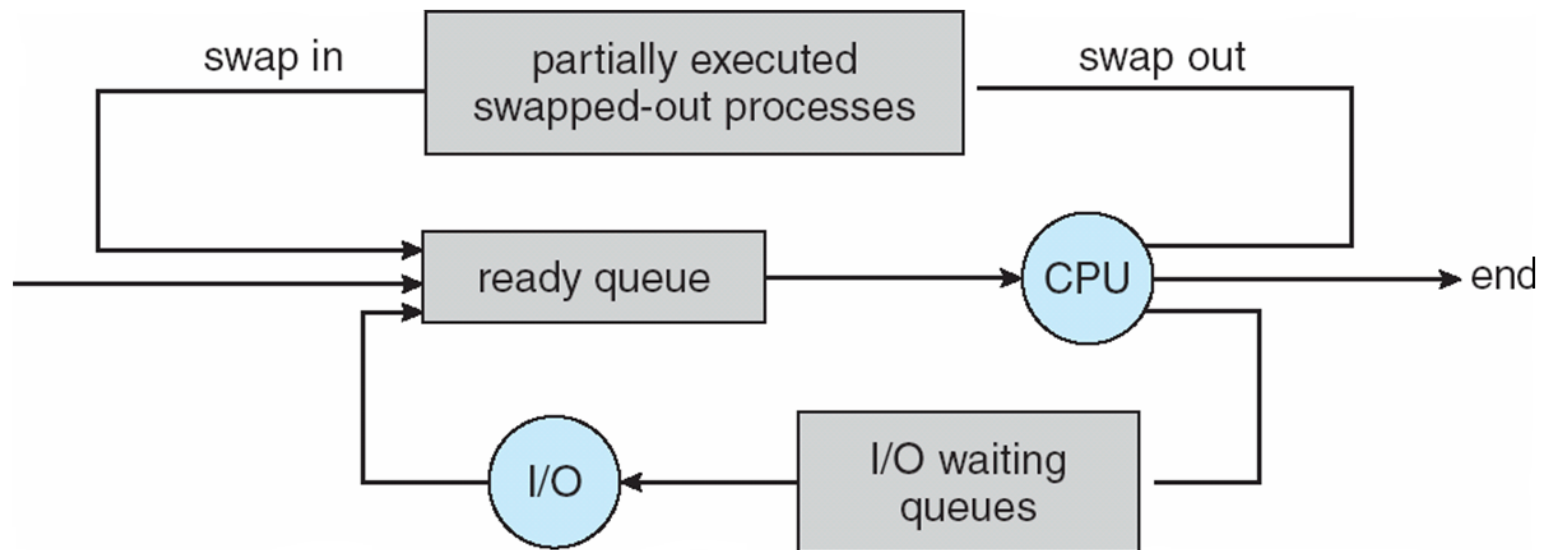 swap in
partially executed
swapped-out processes
swap out
ready queue
CPU
end
I/O
I/O waiting
queues